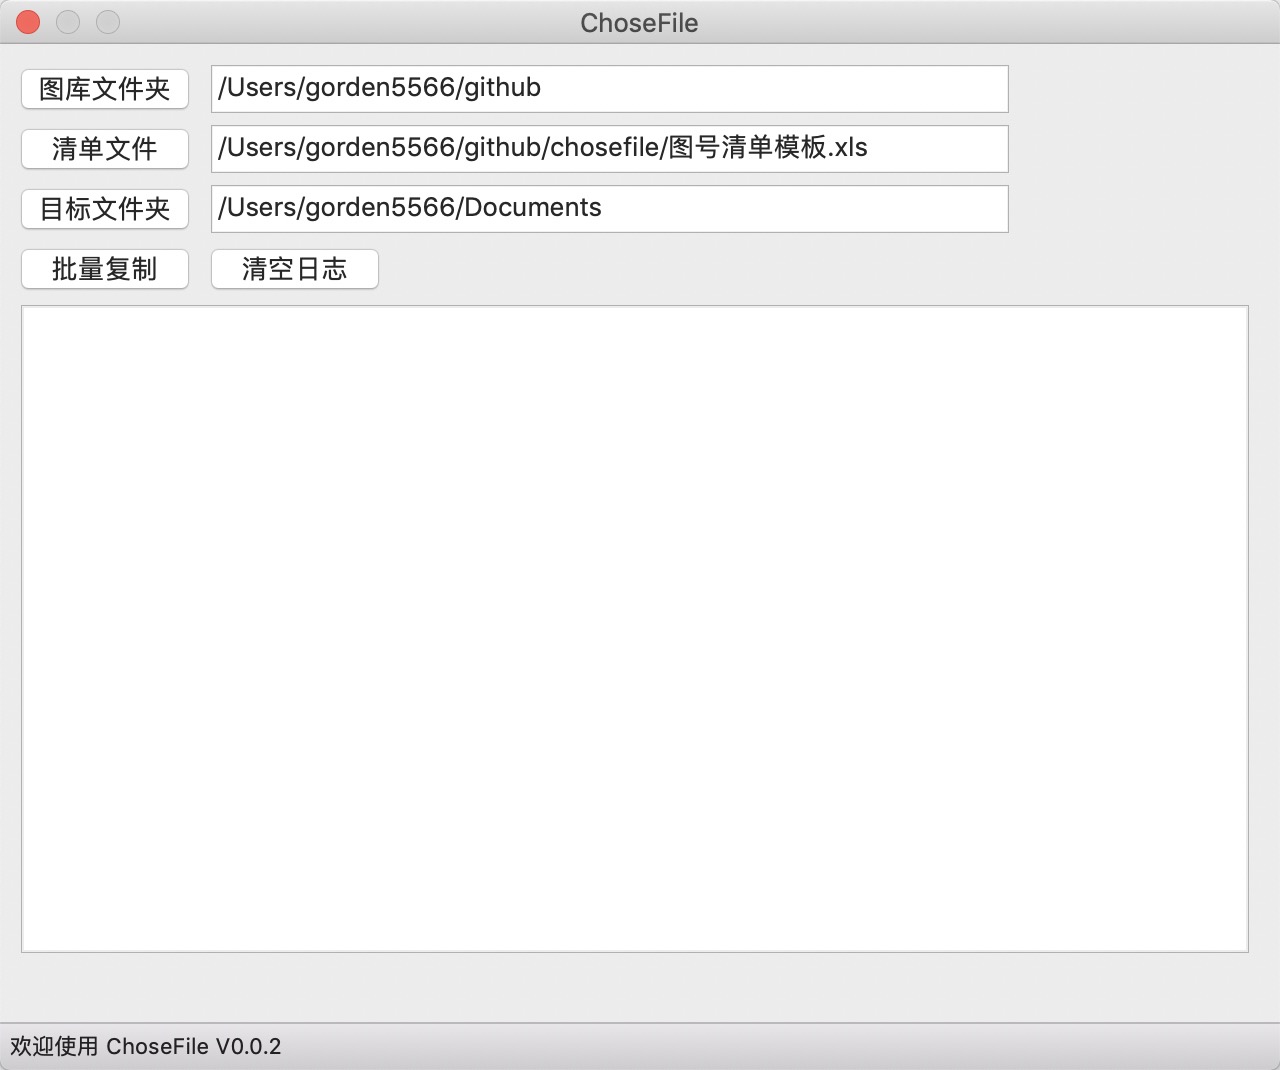 ChoseFile
图库文件夹 /Users/gorden5566/github
清单文件 /Users/gorden5566/github/chosefile/图号清单模板.xls
目标文件夹 /Users/gorden5566/Documents
批量复制 清空日志
欢迎使用 ChoseFile V0.0.2